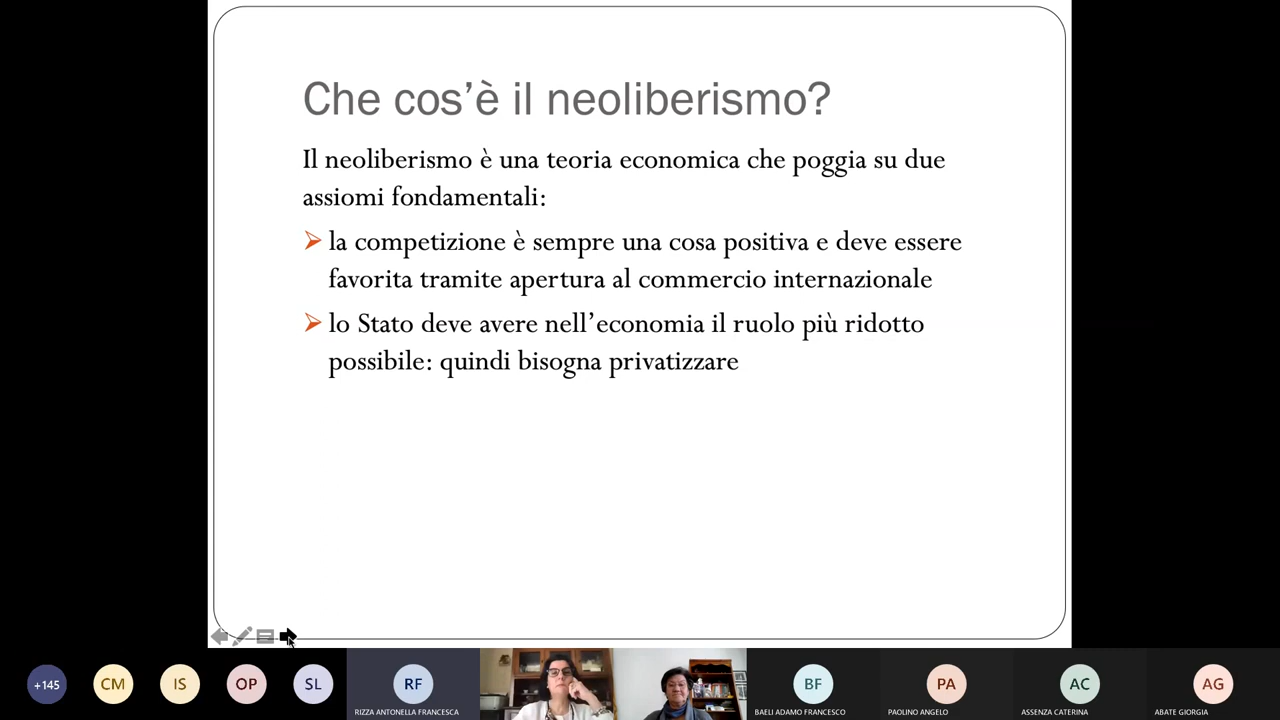 Che cos’è il neoliberismo?
Il neoliberismo è una teoria economica che poggia su due
assiomi fondamentali:
la competizione è sempre una cosa positiva e deve essere
favorita tramite apertura al commercio internazionale
lo Stato deve avere nell’economia il ruolo più ridotto
possibile: quindi bisogna privatizzare
+145 CM IS OP SL RF BF PA AC AG
RIZZA ANTONELLA FRANCESCA BAELI ADAMO FRANCESCO PAOLINO ANGELO ASSENZA CATERINA ABATE GIORGIA